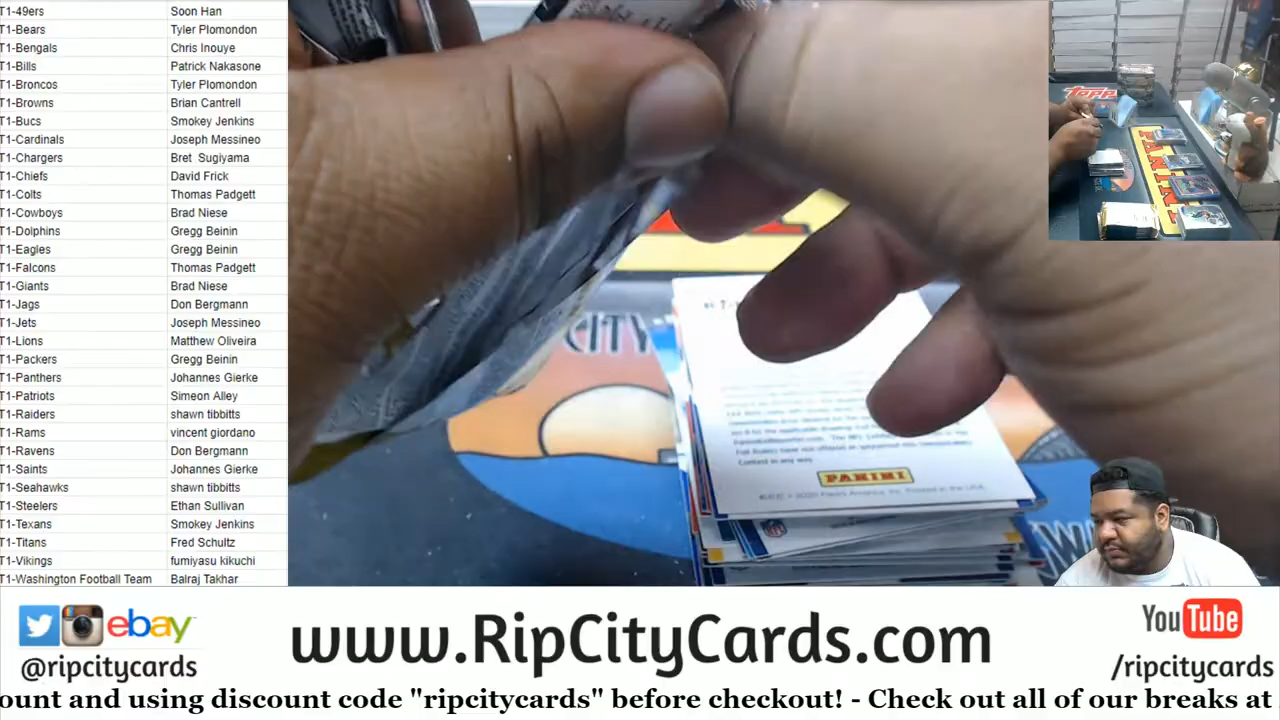 T1-49ers Soon Han
T1-Bears Tyler Plomondon
T1-Bengals Chris Inouye
T1-Bills Patrick Nakasone
T1-Broncos Tyler Plomondon
T1-Browns Brian Cantrell
T1-Bucs Smokey Jenkins
T1-Cardinals Joseph Messineo
T1-Chargers Bret Sugiyama
T1-Chiefs David Frick
T1-Colts Thomas Padgett
T1-Cowboys Brad Niese
T1-Dolphins Gregg Beinin
T1-Eagles Gregg Beinin
T1-Falcons Thomas Padgett
T1-Giants Brad Niese
T1-Jags Don Bergmann
T1-Jets Joseph Messineo
T1-Lions Matthew Oliveira
T1-Packers Gregg Beinin
T1-Panthers Johannes Gierke
T1-Patriots Simeon Alley
T1-Raiders shawn tibbitts
T1-Rams vincent giordano
T1-Ravens Don Bergmann
T1-Saints Johannes Gierke
T1-Seahawks shawn tibbitts
T1-Steelers Ethan Sullivan
T1-Texans Smokey Jenkins
T1-Titans Fred Schultz
T1-Vikings fumiyasu kikuchi
T1-Washington Football Team Balraj Takhar
CITY
PANINI
NFL
Topp
PANINI
ebay
@ripcitycards
www.RipCityCards.com
YouTube
/ripcitycards
ount and using discount code "ripcitycards" before checkout! - Check out all of our breaks at